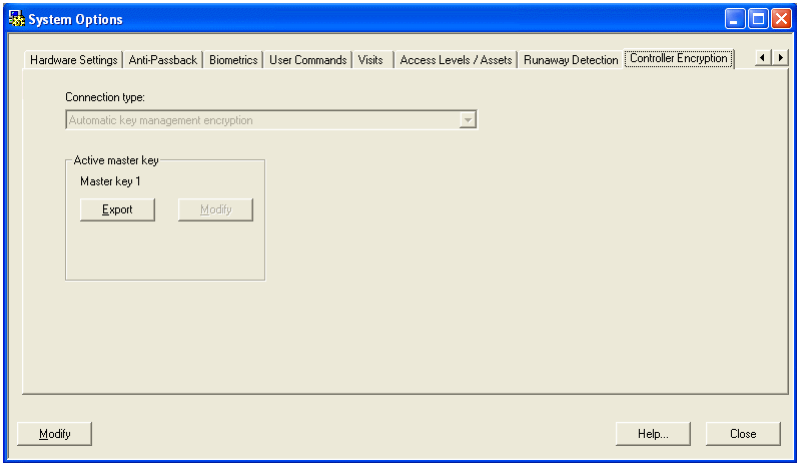 System Options
Hardware Settings Anti-Passback Biometrics User Commands Visits Access Levels / Assets Runaway Detection Controller Encryption
Connection type:
Automatic key management encryption
Active master key
Master key 1
Export Modify
Modify Help... Close